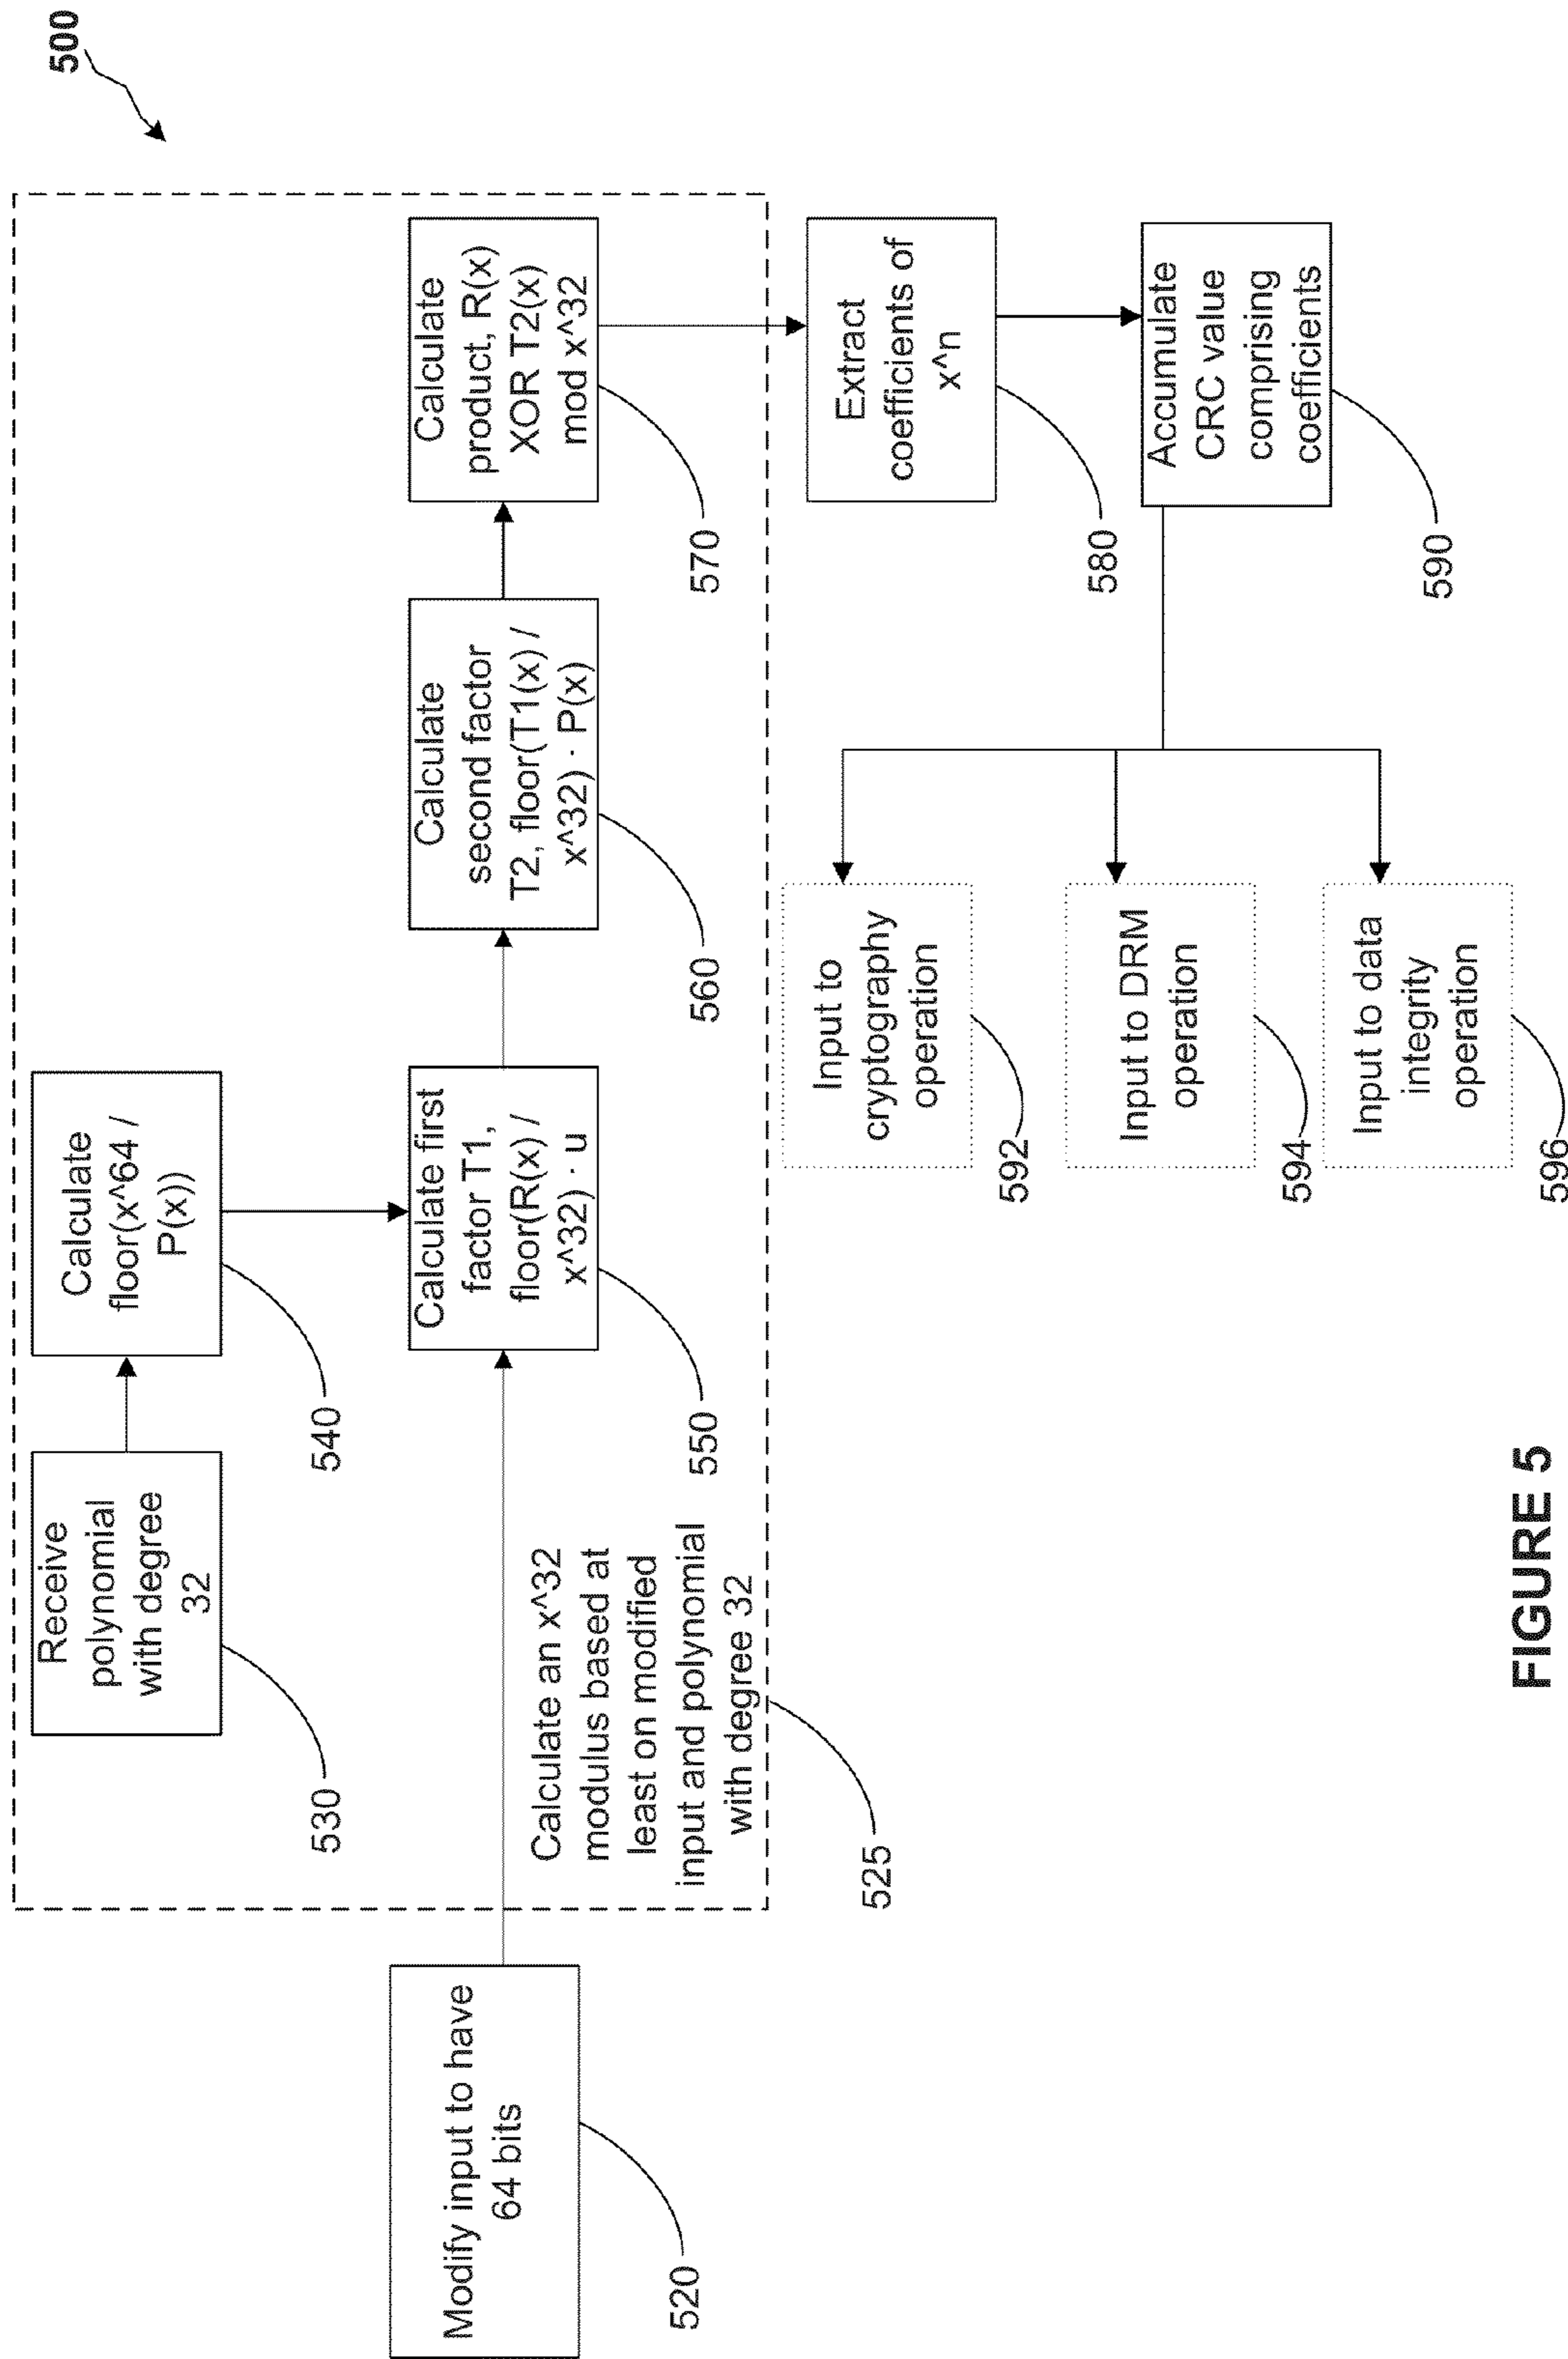 500
Receive
polynomial
with degree
32
530
Calculate
floor(x^64 /
P(x))
540
Modify input to have
64 bits
520
Calculate first
factor T1,
floor(R(x) /
x^32) · u
550
Calculate
second factor
T2, floor(T1(x) /
x^32) · P(x)
560
Calculate
product, R(x)
XOR T2(x)
mod x^32
570
Calculate an x^32
modulus based at
least on modified
input and polynomial
with degree 32
525
Extract
coefficients of
x^n
580
Accumulate
CRC value
comprising
coefficients
590
Input to
cryptography
operation
592
Input to DRM
operation
594
Input to data
integrity
operation
596
FIGURE 5